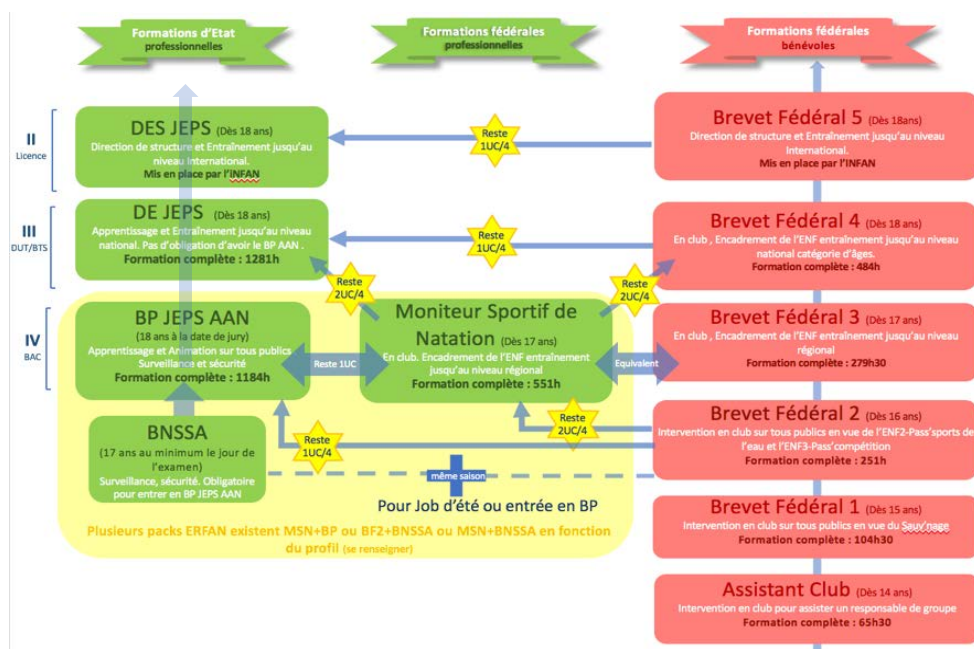 Formations d'Etat
professionnelles
Formations fédérales
professionnelles
Formations fédérales
bénévoles
II
Licence
DES JEPS (Dès 18 ans)
Direction de structure et Entraînement jusqu'au
niveau International.
Mis en place par l'INFAN
Reste
1UC/4
Brevet Fédéral 5 (Dès 18ans)
Direction de structure et Entraînement jusqu'au niveau
International.
Mis en place par l'INFAN
III
DUT/BTS
DE JEPS (Dès 18 ans)
Apprentissage et Entraînement jusqu'au niveau
national. Pas d'obligation d'avoir le BP AAN .
Formation complète : 1281h
Reste
1UC/4
Brevet Fédéral 4 (Dès 18 ans)
En club , Encadrement de l'ENF entraînement jusqu'au niveau
national catégorie d'âges.
Formation complète : 484h
Reste
2UC/4
Reste
2UC/4
IV
BAC
BP JEPS AAN
(18 ans à la date de jury)
Apprentissage et Animation sur tous publics
Surveillance et sécurité
Formation complète : 1184h
Reste 1UC
Moniteur Sportif de
Natation (Dès 17 ans)
En club. Encadrement de l'ENF entraînement
jusqu'au niveau régional
Formation complète : 551h
Equivalent
Brevet Fédéral 3 (Dès 17 ans)
En club , Encadrement de l'ENF entraînement jusqu'au niveau
régional
Formation complète : 279h30
BNSSA
(17 ans au minimum le jour de
l'examen)
Surveillance, sécurité. Obligatoire
pour entrer en BP JEPS AAN
Reste
1UC/4
Reste
2UC/4
Brevet Fédéral 2 (Dès 16 ans)
Intervention en club sur tous publics en vue de l'ENF2-Pass'sports de
l'eau et l'ENF3-Pass'compétition
Formation complète : 251h
même saison
Pour Job d'été ou entrée en BP
Plusieurs packs ERFAN existent MSN+BP ou BF2+BNSSA ou MSN+BNSSA en fonction
du profil (se renseigner)
Brevet Fédéral 1 (Dès 15 ans)
Intervention en club sur tous publics en vue du Sauv'nage
Formation complète : 104h30
Assistant Club (Dès 14 ans)
Intervention en club pour assister un responsable de groupe
Formation complète : 65h30